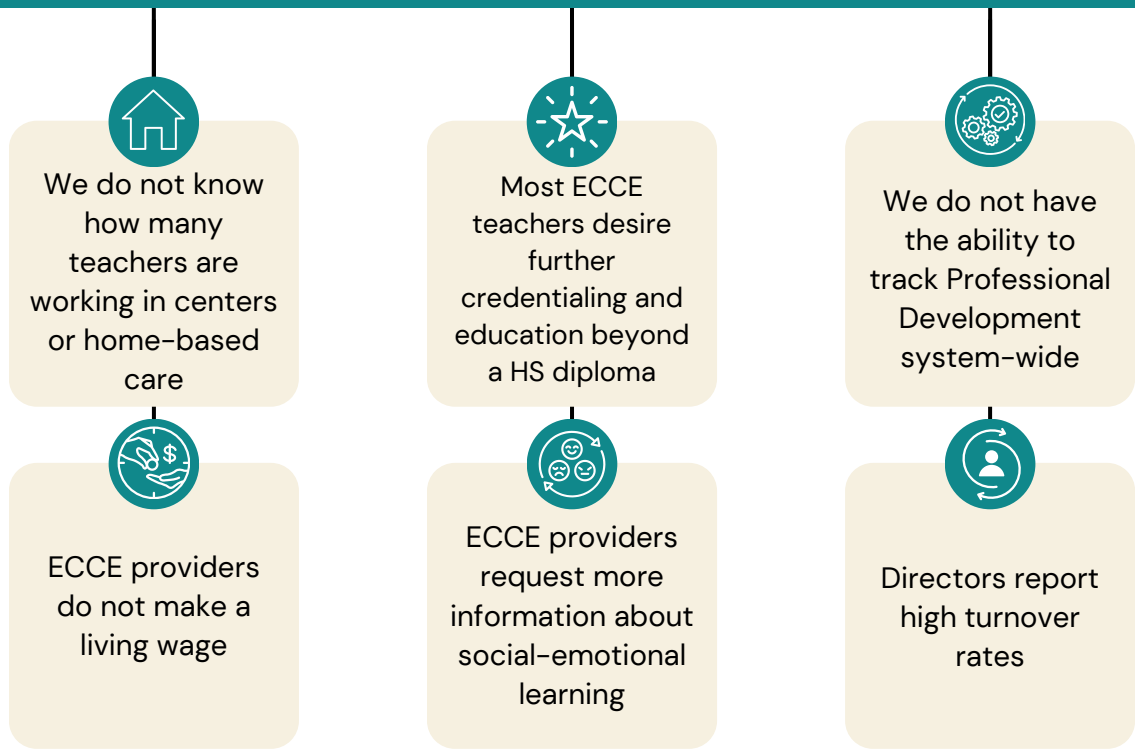 We do not know
how many
teachers are
working in centers
or home-based
care
Most ECCE
teachers desire
further
credentialing and
education beyond
a HS diploma
We do not have
the ability to
track Professional
Development
system-wide
$
ECCE providers
do not make a
living wage
ECCE providers
request more
information about
social-emotional
learning
Directors report
high turnover
rates